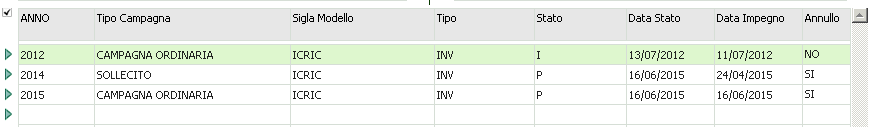 ANNO Tipo Campagna Sigla Modello Tipo Stato Data Stato Data Impegno Annullo
2012 CAMPAGNA ORDINARIA ICRIC INV I 13/07/2012 11/07/2012 NO
2014 SOLLECITO ICRIC INV P 16/06/2015 24/04/2015 SI
2015 CAMPAGNA ORDINARIA ICRIC INV P 16/06/2015 16/06/2015 SI